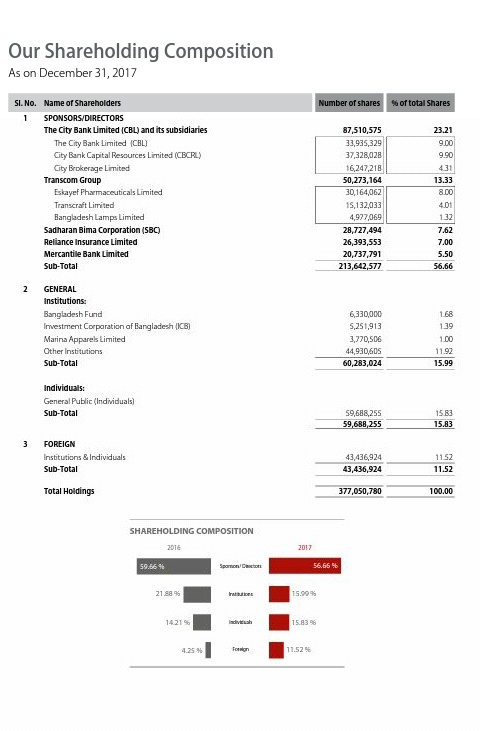 Our Shareholding Composition
As on December 31, 2017
Sl. No. Name of Shareholders Number of shares % of total Shares
1 SPONSORS/DIRECTORS
The City Bank Limited (CBL) and its subsidiaries 87,510,575 23.21
The City Bank Limited (CBL) 33,935,329 9.00
City Bank Capital Resources Limited (CBCRL) 37,328,028 9.90
City Brokerage Limited 16,247,218 4.31
Transcom Group 50,273,164 13.33
Eskayef Pharmaceuticals Limited 30,164,062 8.00
Transcraft Limited 15,132,033 4.01
Bangladesh Lamps Limited 4,977,069 1.32
Sadharan Bima Corporation (SBC) 28,727,494 7.62
Reliance Insurance Limited 26,393,553 7.00
Mercantile Bank Limited 20,737,791 5.50
Sub-Total 213,642,577 56.66
2 GENERAL
Institutions:
Bangladesh Fund 6,330,000 1.68
Investment Corporation of Bangladesh (ICB) 5,251,913 1.39
Marina Apparels Limited 3,770,506 1.00
Other Institutions 44,930,605 11.92
Sub-Total 60,283,024 15.99
Individuals:
General Public (Individuals)
Sub-Total 59,688,255 15.83
59,688,255 15.83
3 FOREIGN
Institutions & Individuals 43,436,924 11.52
Sub-Total 43,436,924 11.52
Total Holdings 377,050,780 100.00
SHAREHOLDING COMPOSITION
2016 2017
59.66 % Sponsors/ Directors 56.66 %
21.88 % Institutions 15.99 %
14.21 % Individuals 15.83 %
4.25 % Foreign 11.52 %